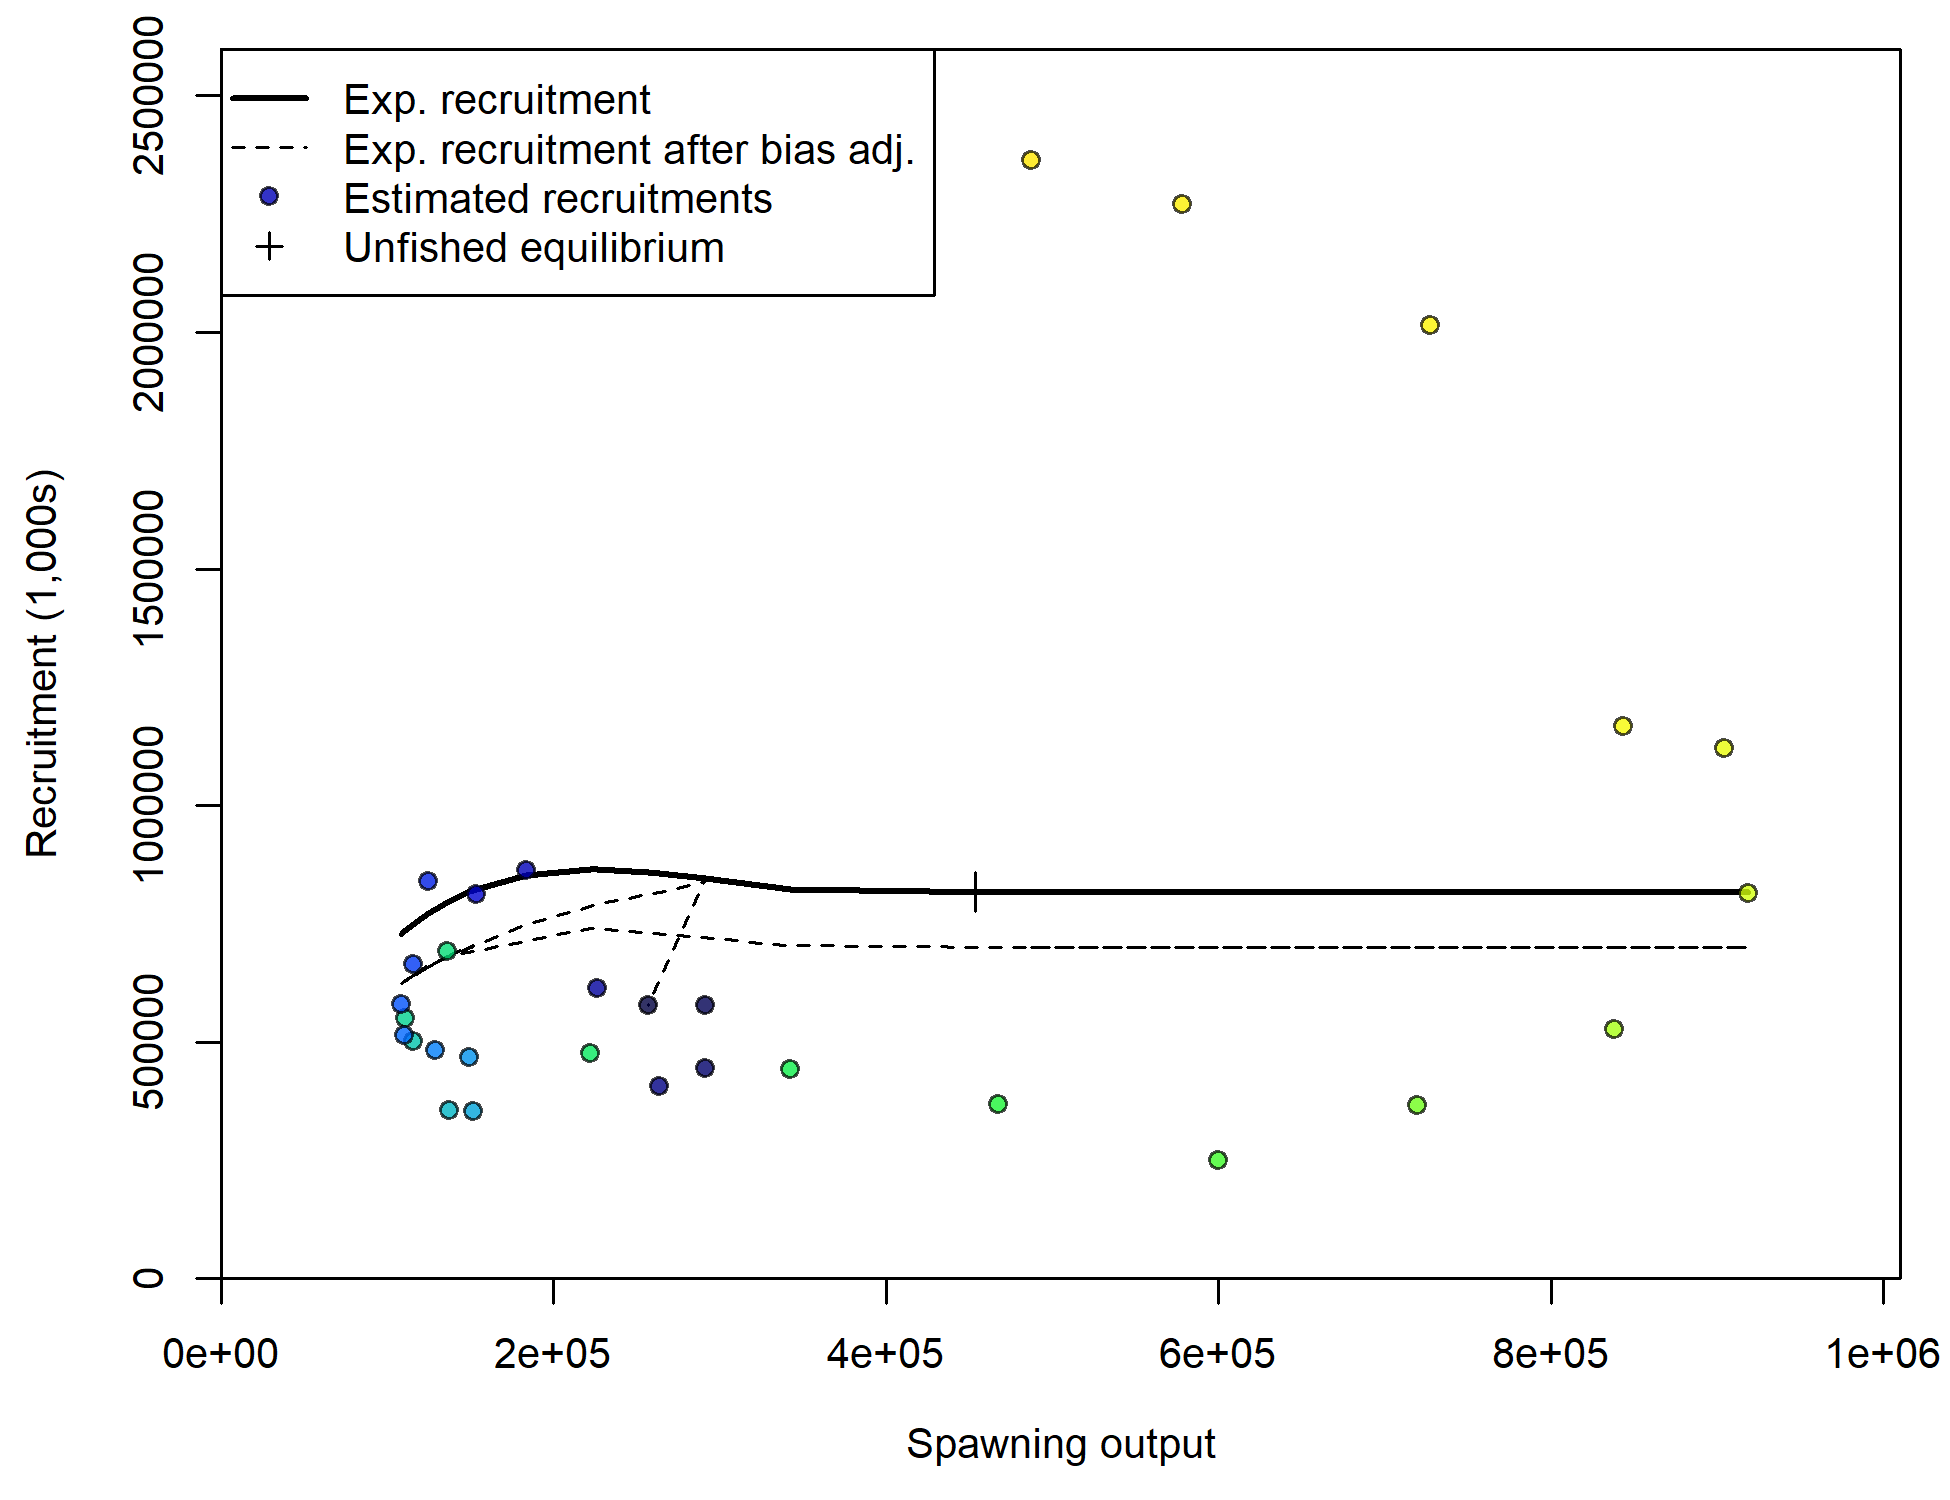 Exp. recruitment
Exp. recruitment after bias adj.
Estimated recruitments
Unfished equilibrium
Recruitment (1,000s)
2500000
2000000
1500000
1000000
500000
0
0e+00 2e+05 4e+05 6e+05 8e+05 1e+06
Spawning output